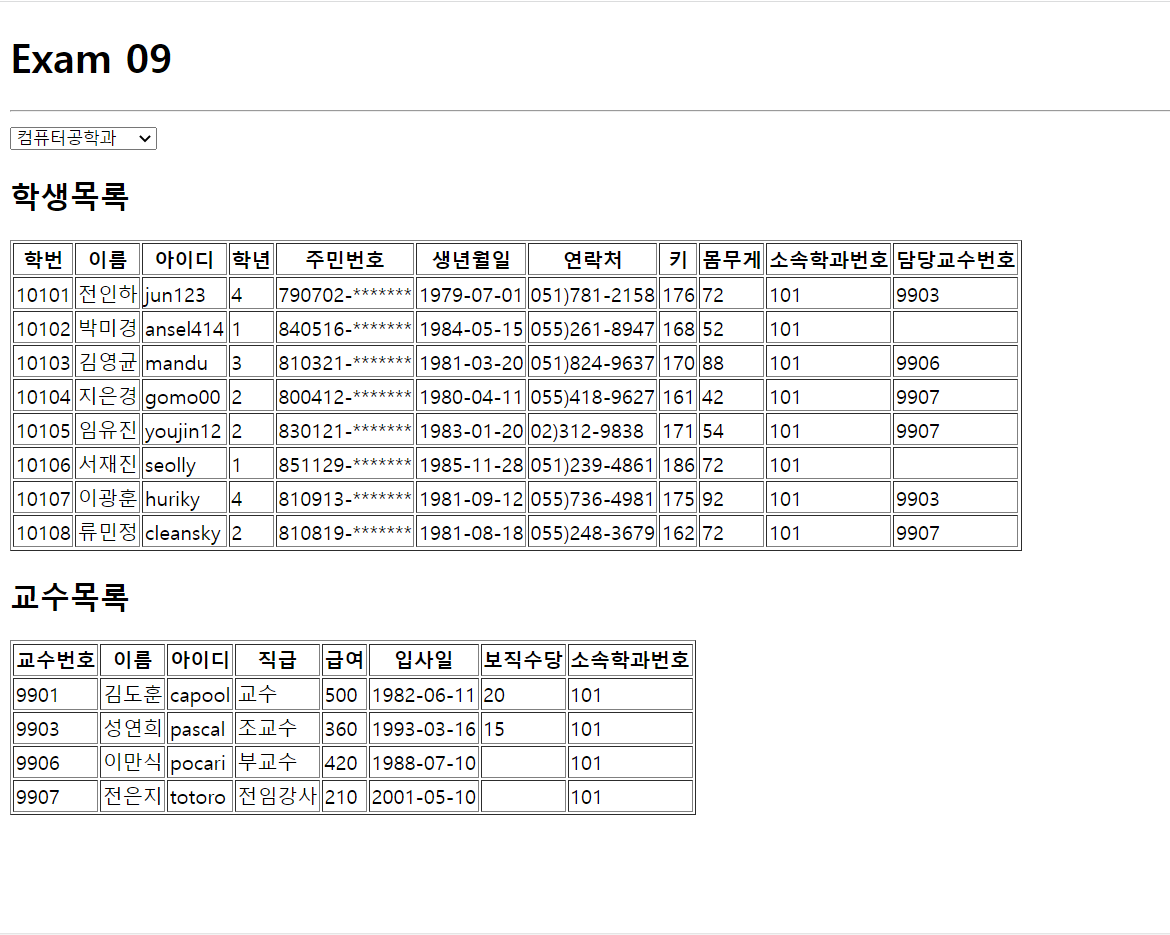 Exam 09
컴퓨터공학과
학생목록
학번 이름 아이디 학년 주민번호 생년월일 연락처 키 몸무게 소속학과번호 담당교수번호
10101 전인하 jun123 4 790702-******* 1979-07-01 051)781-2158 176 72 101 9903
10102 박미경 ansel414 1 840516-******* 1984-05-15 055)261-8947 168 52 101
10103 김영균 mandu 3 810321-******* 1981-03-20 051)824-9637 170 88 101 9906
10104 지은경 gomo00 2 800412-******* 1980-04-11 055)418-9627 161 42 101 9907
10105 임유진 youjin12 2 830121-******* 1983-01-20 02)312-9838 171 54 101 9907
10106 서재진 seolly 1 851129-******* 1985-11-28 051)239-4861 186 72 101
10107 이광훈 huriky 4 810913-******* 1981-09-12 055)736-4981 175 92 101 9903
10108 류민정 cleansky 2 810819-******* 1981-08-18 055)248-3679 162 72 101 9907
교수목록
교수번호 이름 아이디 직급 급여 입사일 보직수당 소속학과번호
9901 김도훈 capool 교수 500 1982-06-11 20 101
9903 성연희 pascal 조교수 360 1993-03-16 15 101
9906 이만식 pocari 부교수 420 1988-07-10 101
9907 전은지 totoro 전임강사 210 2001-05-10 101